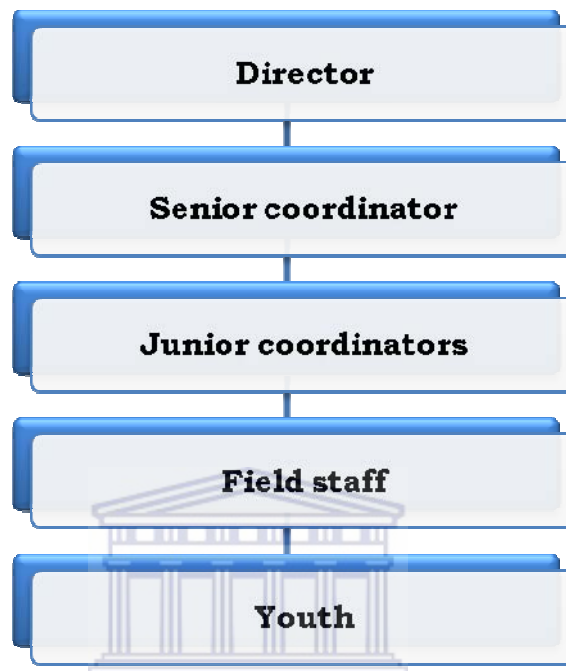 Director
Senior coordinator
Junior coordinators
Field staff
Youth